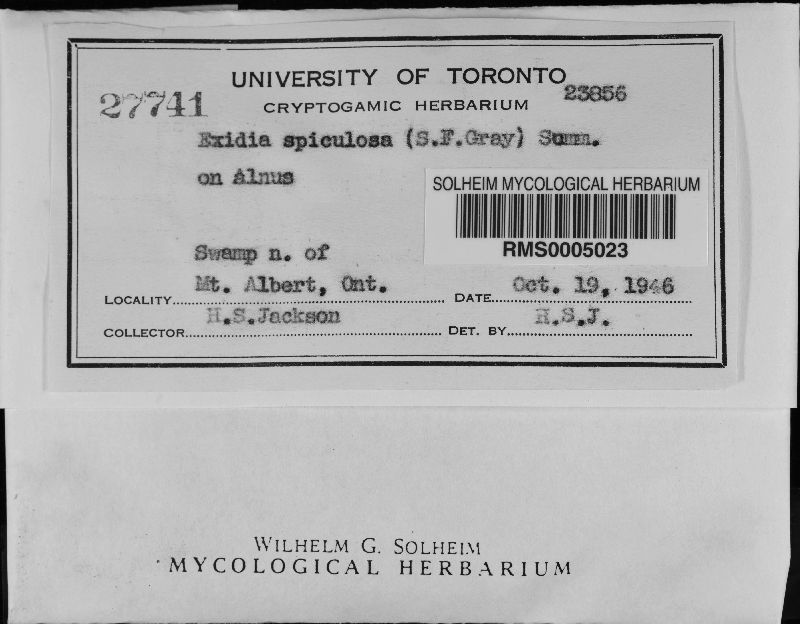 UNIVERSITY OF TORONTO
27741
23856
CRYPTOGAMIC HERBARIUM
Exidia spiculosa (S.F.Gray) Somm.
on Alnus
SOLHEIM MYCOLOGICAL HERBARIUM
RMS0005023
Swamp n. of
LOCALITY Mt. Albert, Ont. DATE Oct. 19, 1946
COLLECTOR H.S.Jackson DET. BY H.S.J.
WILHELM G. SOLHEIM
MYCOLOGICAL HERBARIUM